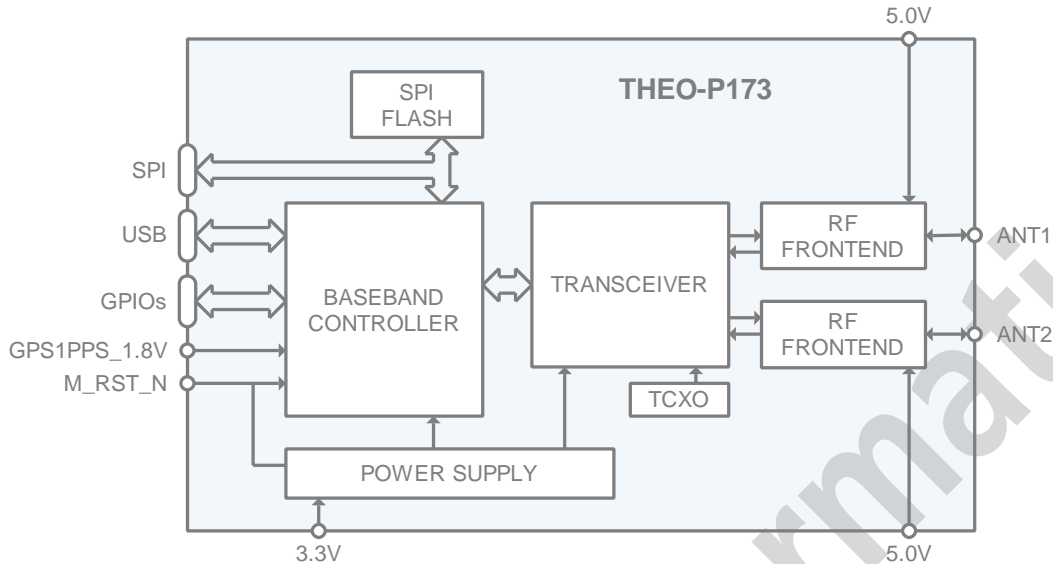 5.0V
THEO-P173
SPI
FLASH
SPI
USB
GPIOs
GPS1PPS_1.8V
M_RST_N
BASEBAND
CONTROLLER
TRANSCEIVER
RF
FRONTEND
ANT1
RF
FRONTEND
ANT2
TCXO
POWER SUPPLY
3.3V
5.0V